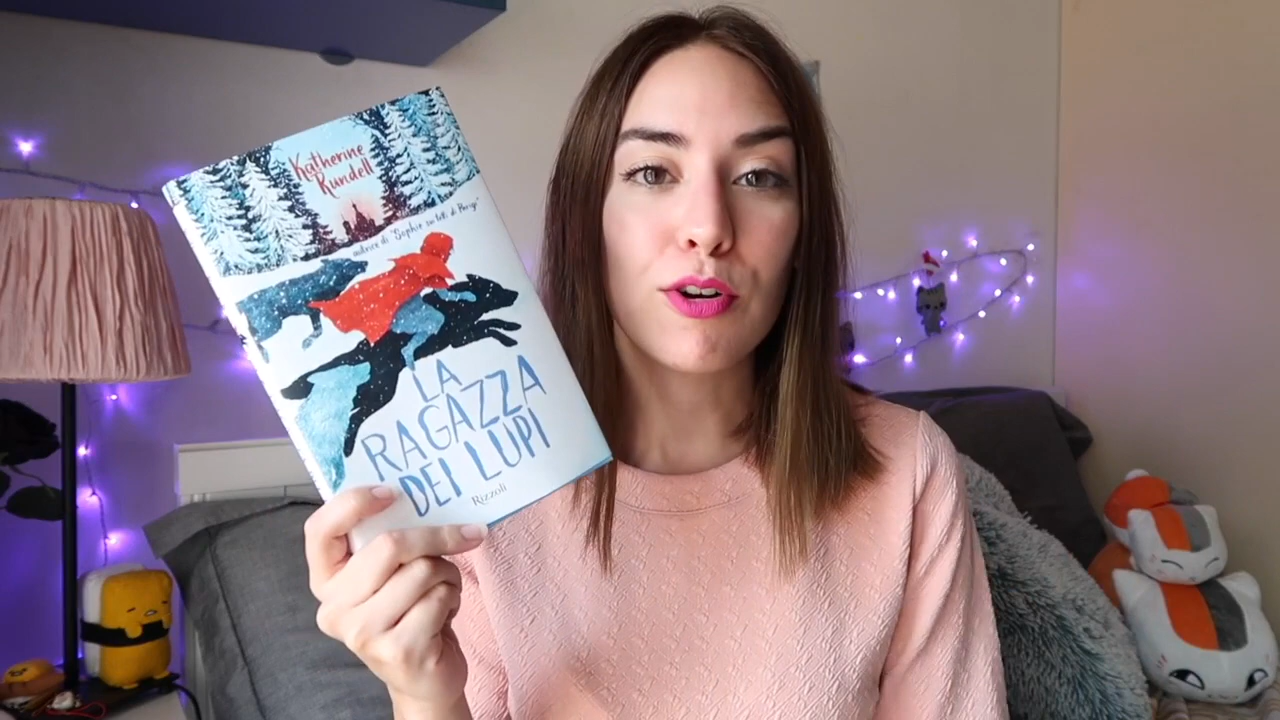 Katherine
Rundell
autrice di "Sophie sui tetti di Parigi"
LA
RAGAZZA
DEI LUPI
Rizzoli